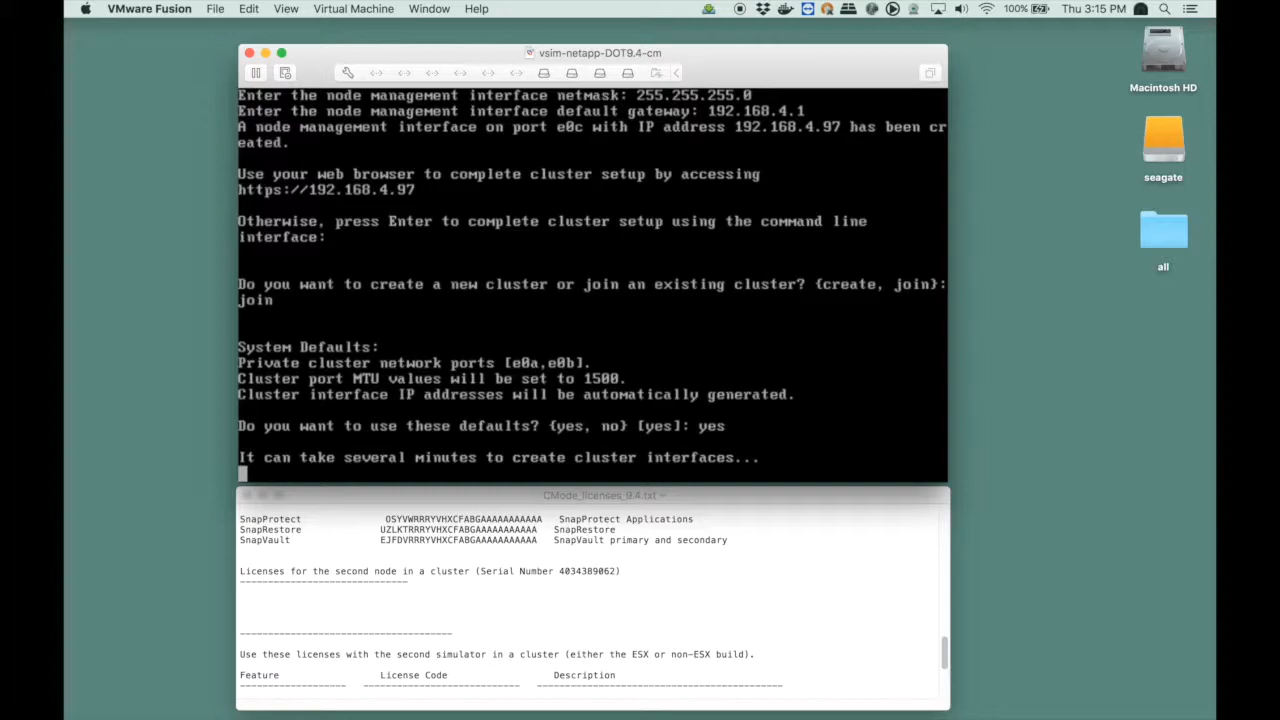 VMware Fusion File Edit View Virtual Machine Window Help 100% Thu 3:15 PM
vsim-netapp-DOT9.4-cm
Macintosh HD
seagate
all
Enter the node management interface netmask: 255.255.255.0
Enter the node management interface default gateway: 192.168.4.1
A node management interface on port e0c with IP address 192.168.4.97 has been cr
eated.
Use your web browser to complete cluster setup by accessing
https://192.168.4.97
Otherwise, press Enter to complete cluster setup using the command line
interface:
Do you want to create a new cluster or join an existing cluster? {create, join}:
join
System Defaults:
Private cluster network ports [e0a,e0b].
Cluster port MTU values will be set to 1500.
Cluster interface IP addresses will be automatically generated.
Do you want to use these defaults? {yes, no} [yes]: yes
It can take several minutes to create cluster interfaces...
CMode_licenses_9.4.txt
SnapProtect OSYVWRRRYVHXCFABGAAAAAAAAAAA SnapProtect Applications
SnapRestore UZLKTRRRYVHXCFABGAAAAAAAAAAA SnapRestore
SnapVault EJFDVRRRYVHXCFABGAAAAAAAAAAA SnapVault primary and secondary
Licenses for the second node in a cluster (Serial Number 4034389062)
-----------------------------
-------------------------------------
Use these licenses with the second simulator in a cluster (either the ESX or non-ESX build).
Feature License Code Description
------------------ --------------------------- ------------------------------------------